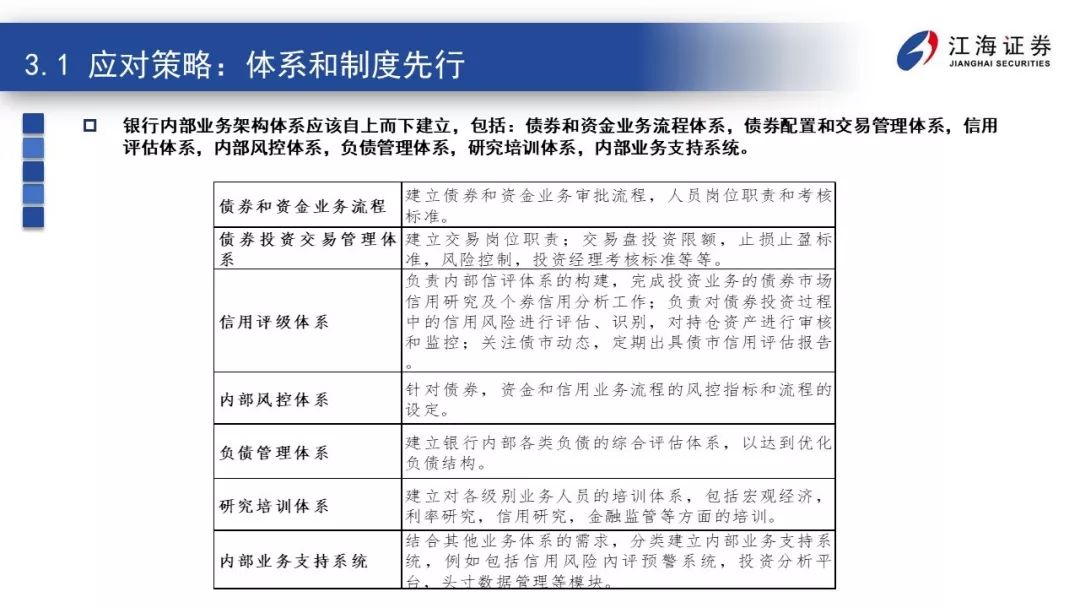 3.1 应对策略：体系和制度先行
江海证券
JIANGHAI SECURITIES
银行内部业务架构体系应该自上而下建立，包括：债券和资金业务流程体系，债券配置和交易管理体系，信用
评估体系，内部风控体系，负债管理体系，研究培训体系，内部业务支持系统。
债券和资金业务流程
建立债券和资金业务审批流程，人员岗位职责和考核
标准。
债券投资交易管理体
系
建立交易岗位职责；交易盘投资限额，止损止盈标
准，风险控制，投资经理考核标准等等。
信用评级体系
负责内部信评体系的构建，完成投资业务的债券市场
信用研究及个券信用分析工作；负责对债券投资过程
中的信用风险进行评估、识别，对持仓资产进行审核
和监控；关注债市动态，定期出具债市信用评估报告
。
内部风控体系
针对债券，资金和信用业务流程的风控指标和流程的
设定。
负债管理体系
建立银行内部各类负债的综合评估体系，以达到优化
负债结构。
研究培训体系
建立对各级别业务人员的培训体系，包括宏观经济，
利率研究，信用研究，金融监管等方面的培训。
内部业务支持系统
结合其他业务体系的需求，分类建立内部业务支持系
统，例如包括信用风险内评预警系统，投资分析平
台，头寸数据管理等模块。